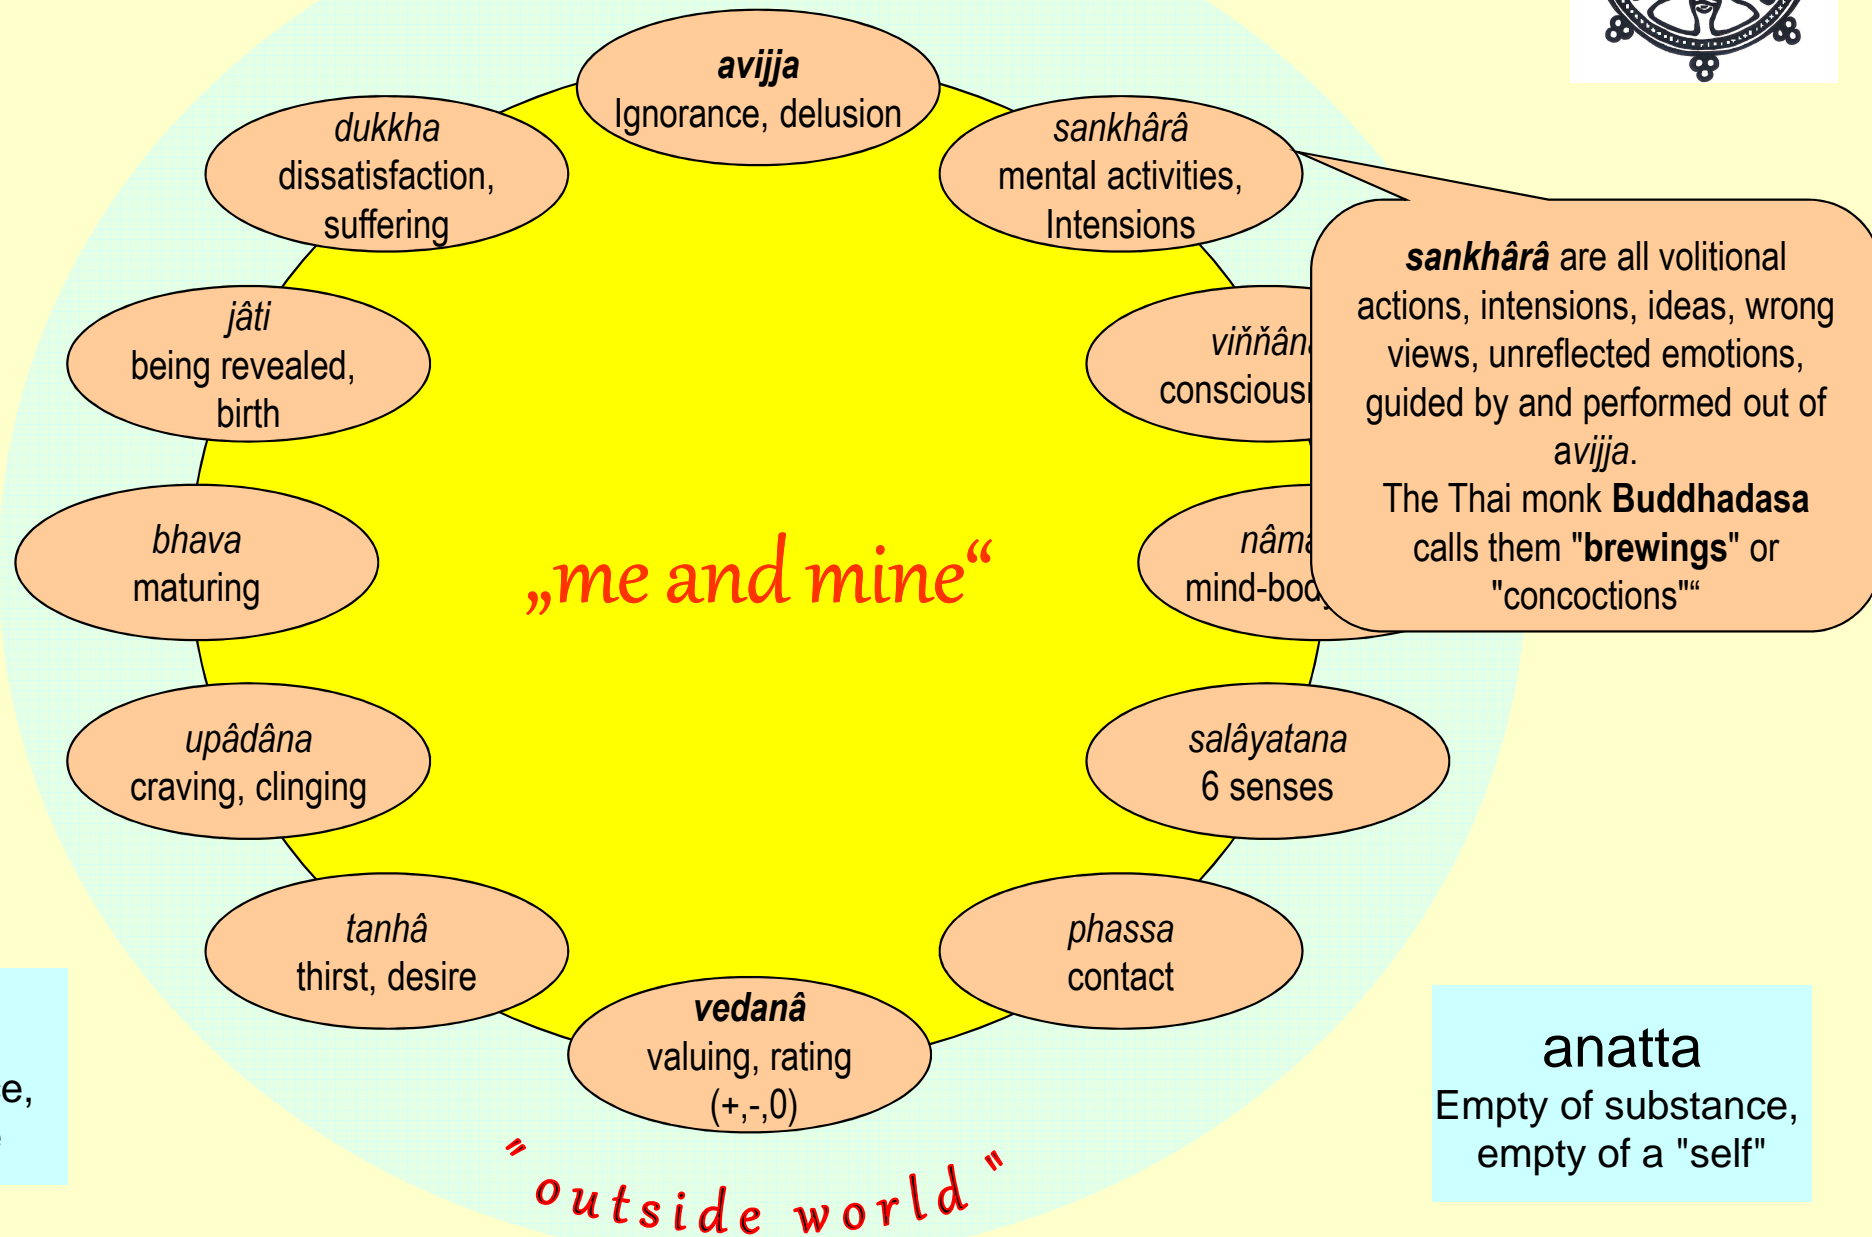 avijja
Ignorance, delusion
sankhârâ
mental activities,
Intensions
sankhârâ are all volitional
actions, intensions, ideas, wrong
views, unreflected emotions,
guided by and performed out of
avijja.
The Thai monk Buddhadasa
calls them "brewings" or
"concoctions"“
mind-body
salâyatana
6 senses
phassa
contact
vedanâ
valuing, rating
(+,-,0)
tanhâ
thirst, desire
upâdâna
craving, clinging
bhava
maturing
jâti
being revealed,
birth
dukkha
dissatisfaction,
suffering
„me and mine“
"outside world"
anatta
Empty of substance,
empty of a "self"